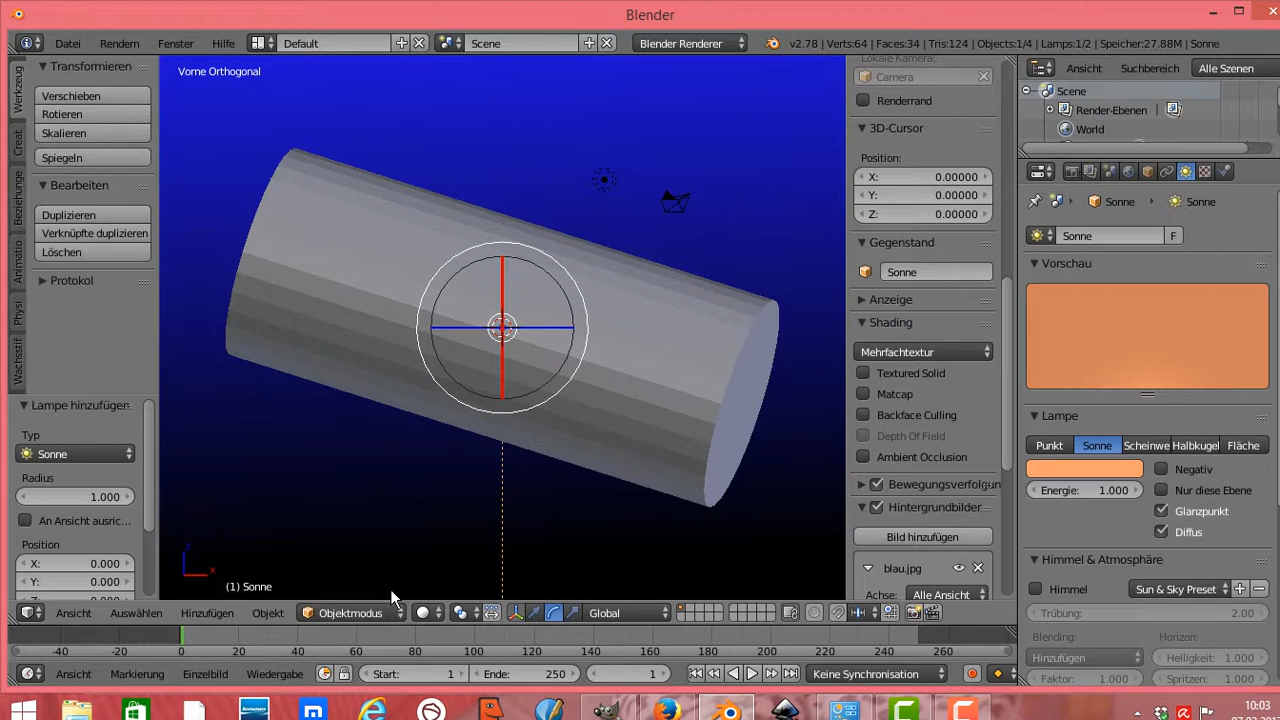 Blender
Datei Rendern Fenster Hilfe Default Scene Blender Renderer v2.78 | Verts:64 | Faces:34 | Tris:124 | Objects:1/4 | Lamps:1/2 | Speicher:27.88M | Sonne
Werkzeug
Creat
Beziehunge
Animatio
Physi
Wachsstif
Transformieren
Verschieben
Rotieren
Skalieren
Spiegeln
Bearbeiten
Duplizieren
Verknüpfte duplizieren
Löschen
Protokol
Lampe hinzufügen
Typ
Sonne
Radius
1.000
An Ansicht ausric...
Position
X: 0.000
Y: 0.000
Vorne Orthogonal
z
x
(1) Sonne
Lokale Kamera:
Camera
Renderrand
3D-Cursor
Position:
X: 0.00000
Y: 0.00000
Z: 0.00000
Gegenstand
Sonne
Anzeige
Shading
Mehrfachtextur
Textured Solid
Matcap
Backface Culling
Depth Of Field
Ambient Occlusion
Bewegungsverfolgun
Hintergrundbilder
Bild hinzufügen
blau.jpg
Achse: Alle Ansicht
Ansicht Suchbereich Alle Szenen
Scene
Render-Ebenen
World
Sonne Sonne
Sonne F
Vorschau
Lampe
Punkt Sonne Scheinwe Halbkugel Fläche
Negativ
Energie: 1.000 Nur diese Ebene
Glanzpunkt
Diffus
Himmel & Atmosphäre
Himmel Sun & Sky Preset
Trübung: 2.00
Blending: Horizon:
Hinzufügen Helligkeit: 1.000
Faktor: 1.000
Ansicht Auswählen Hinzufügen Objekt Objektmodus Global
-40 -20 0 20 40 60 80 100 120 140 160 180 200 220 240 260
Ansicht Markierung Einzelbild Wiedergabe Start: 1 Ende: 250 1 Keine Synchronisation
lenovo
10:03